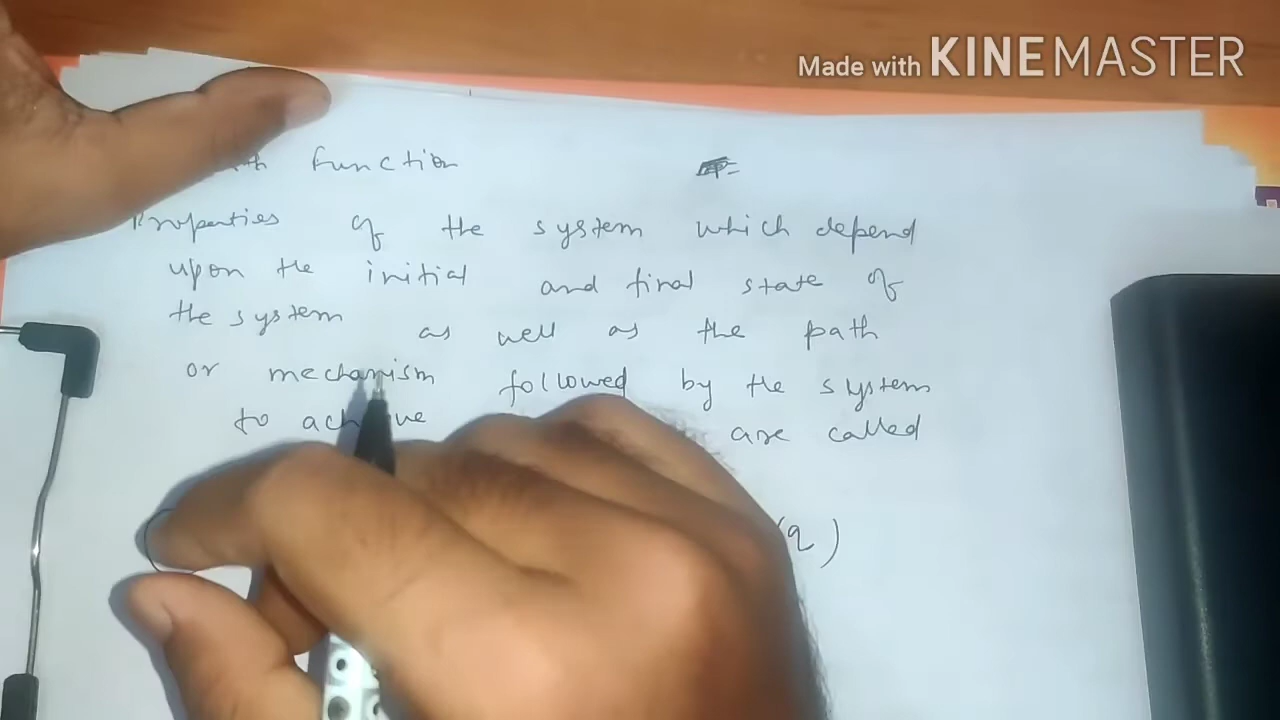 Made with KINEMASTER
Function
Properties of the system which depend
upon the initial and final state of
the system as well as the path
or mechanism followed by the system
to are called
(q)